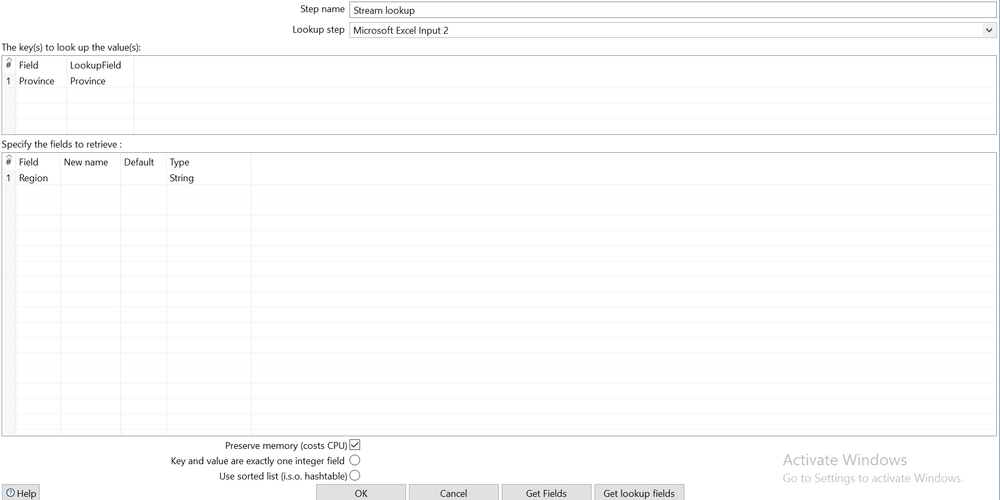 Step name Stream lookup
Lookup step Microsoft Excel Input 2
The key(s) to look up the value(s):
# Field LookupField
1 Province Province
Specify the fields to retrieve :
# Field New name Default Type
1 Region String
Preserve memory (costs CPU)
Key and value are exactly one integer field
Use sorted list (i.s.o. hashtable)
Activate Windows
Go to Settings to activate Windows.
Help OK Cancel Get Fields Get lookup fields